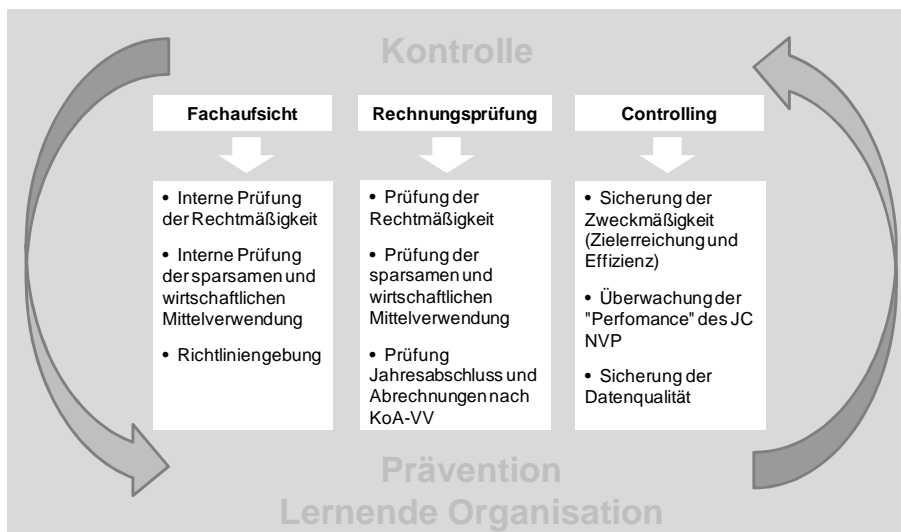 Kontrolle
Fachaufsicht
Rechnungsprüfung
Controlling
• Interne Prüfung
der Rechtmäßigkeit
• Interne Prüfung
der sparsamen und
wirtschaftlichen
Mittelverwendung
• Richtliniengebung
• Prüfung der
Rechtmäßigkeit
• Prüfung der
sparsamen und
wirtschaftlichen
Mittelverwendung
• Prüfung
Jahresabschluss und
Abrechnungen nach
KoA-VV
• Sicherung der
Zweckmäßigkeit
(Zielerreichung und
Effizienz)
• Überwachung der
"Perfomance" des JC
NVP
• Sicherung der
Datenqualität
Prävention
Lernende Organisation